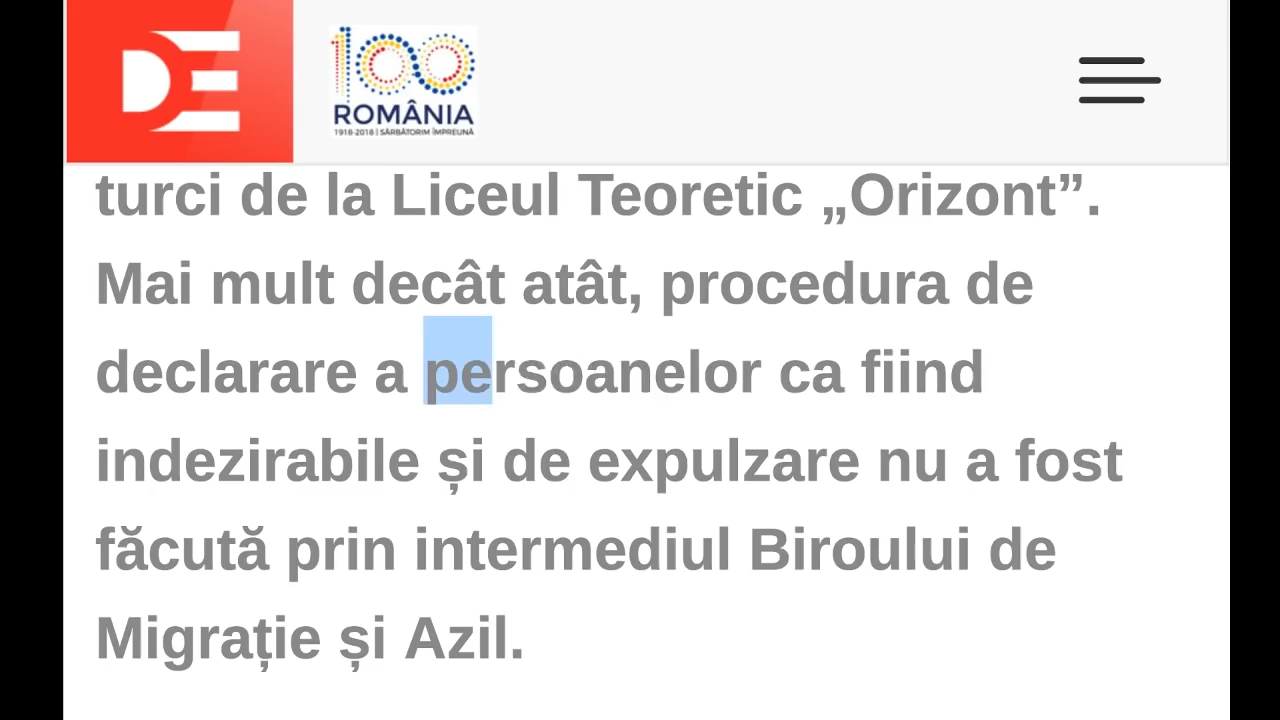 DE
100
ROMÂNIA
1918-2018 | SĂRBĂTORIM ÎMPREUNĂ
turci de la Liceul Teoretic „Orizont”.
Mai mult decât atât, procedura de
declarare a persoanelor ca fiind
indezirabile și de expulzare nu a fost
făcută prin intermediul Biroului de
Migrație și Azil.